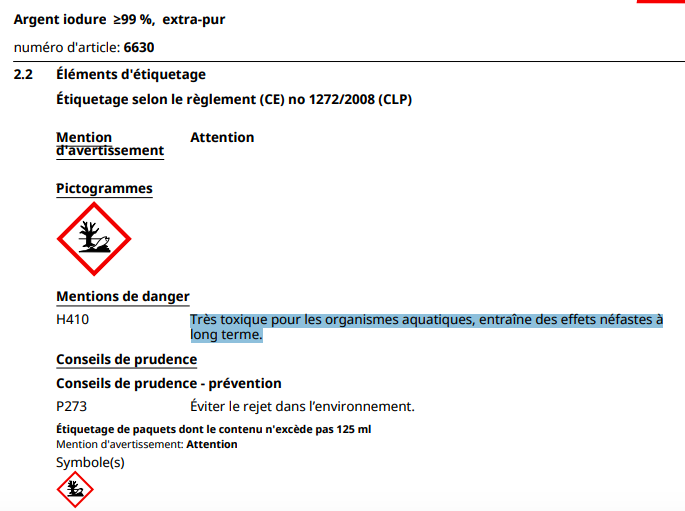 Argent iodure ≥99 %, extra-pur
numéro d'article: 6630
2.2 Éléments d'étiquetage
Étiquetage selon le règlement (CE) no 1272/2008 (CLP)
Mention d'avertissement Attention
Pictogrammes
Mentions de danger
H410 Très toxique pour les organismes aquatiques, entraîne des effets néfastes à
long terme.
Conseils de prudence
Conseils de prudence - prévention
P273 Éviter le rejet dans l’environnement.
Étiquetage de paquets dont le contenu n'excède pas 125 ml
Mention d'avertissement: Attention
Symbole(s)